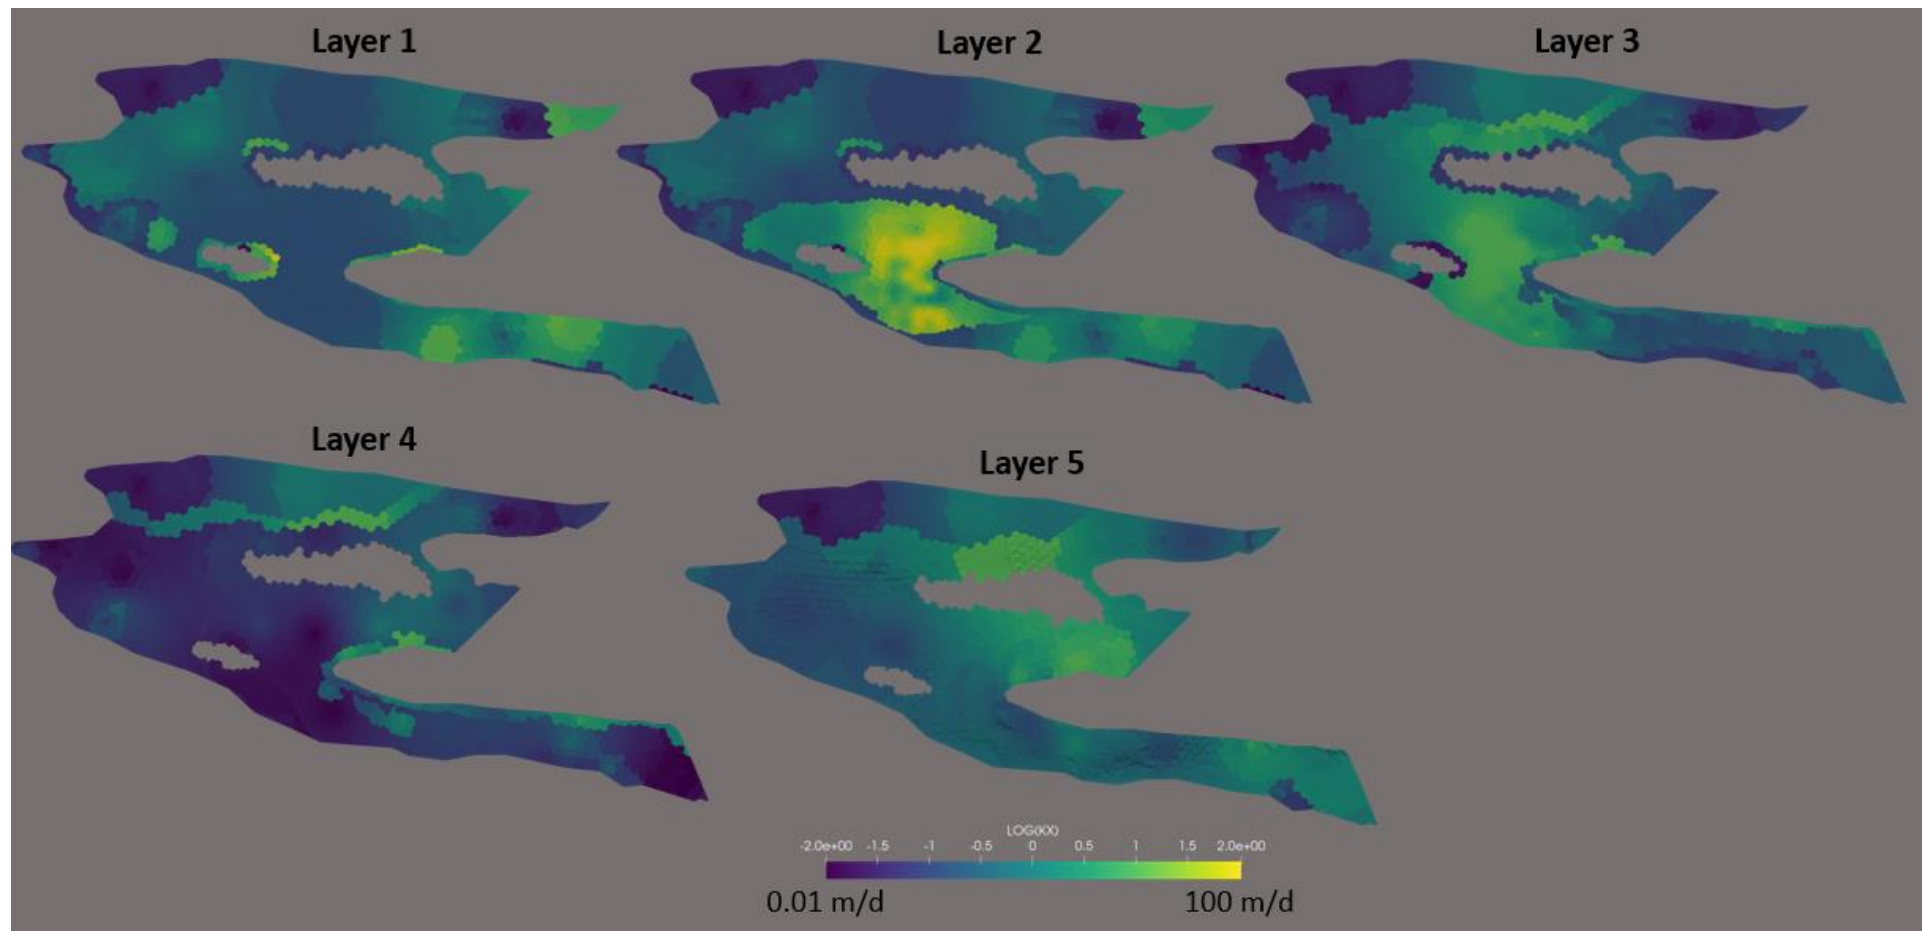 Layer 1
Layer 2
Layer 3
Layer 4
Layer 5
LOG(KX)
-2.0e+00 -1.5 -1 -0.5 0 0.5 1 1.5 2.0e+00
0.01 m/d 100 m/d